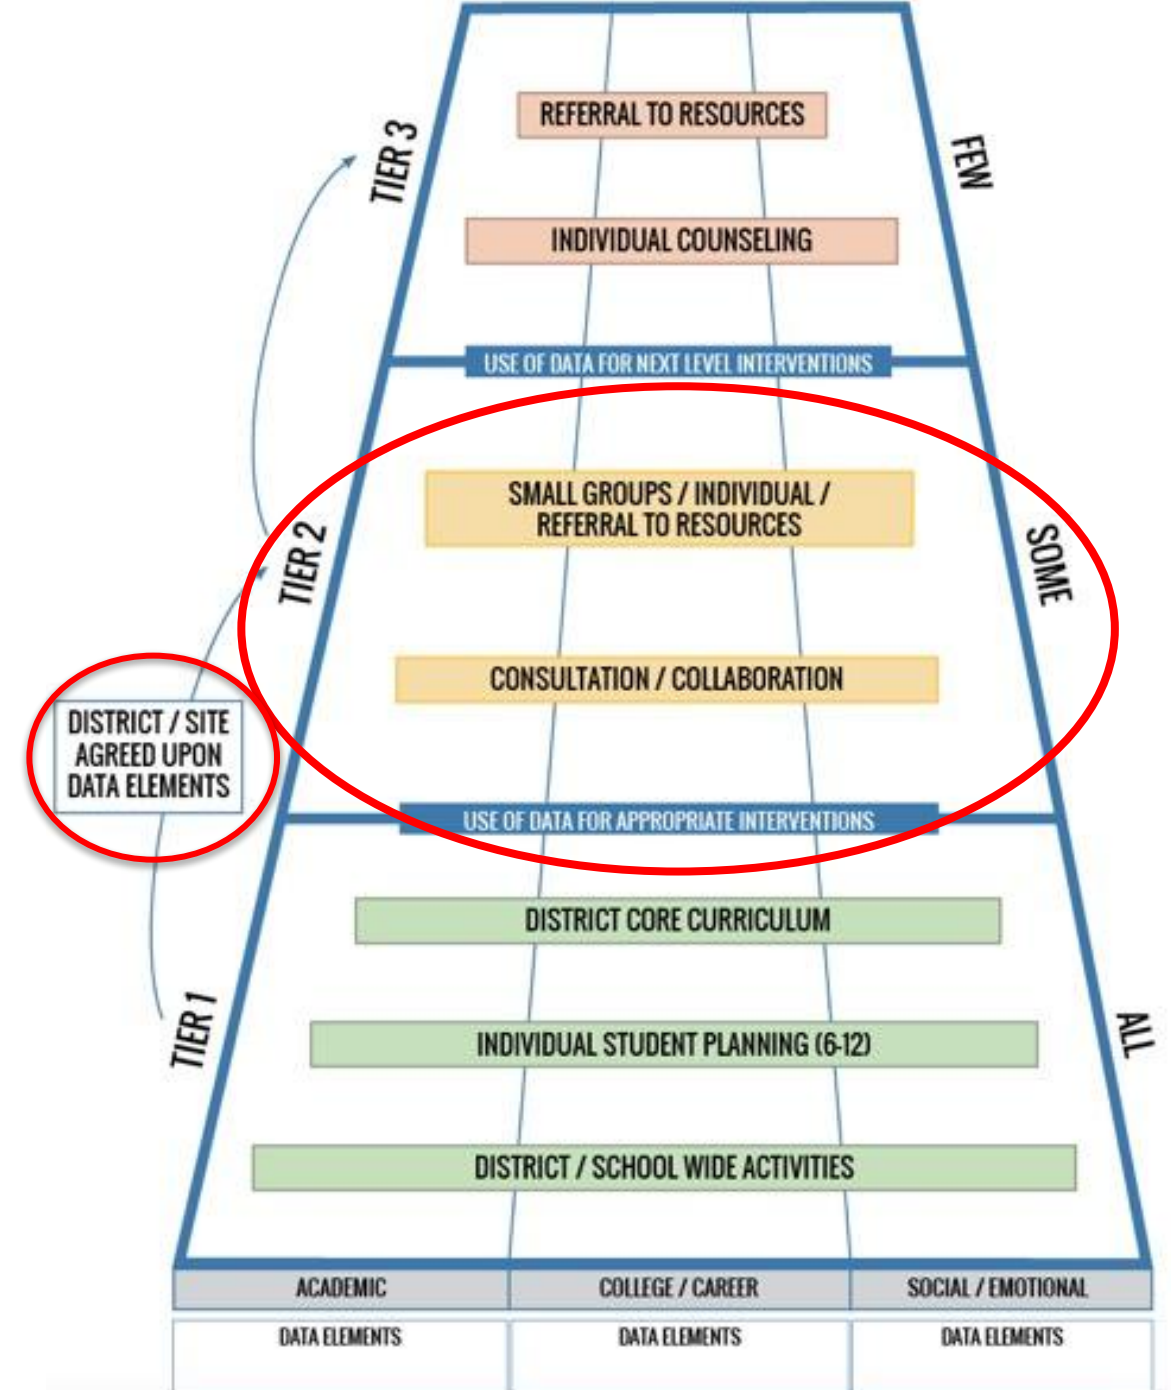 REFERRAL TO RESOURCES
TIER 3
FEW
INDIVIDUAL COUNSELING
USE OF DATA FOR NEXT LEVEL INTERVENTIONS
SMALL GROUPS / INDIVIDUAL /
REFERRAL TO RESOURCES
TIER 2
SOME
CONSULTATION / COLLABORATION
DISTRICT / SITE
AGREED UPON
DATA ELEMENTS
USE OF DATA FOR APPROPRIATE INTERVENTIONS
DISTRICT CORE CURRICULUM
TIER 1
ALL
INDIVIDUAL STUDENT PLANNING (6-12)
DISTRICT / SCHOOL WIDE ACTIVITIES
ACADEMIC
COLLEGE / CAREER
SOCIAL / EMOTIONAL
DATA ELEMENTS
DATA ELEMENTS
DATA ELEMENTS